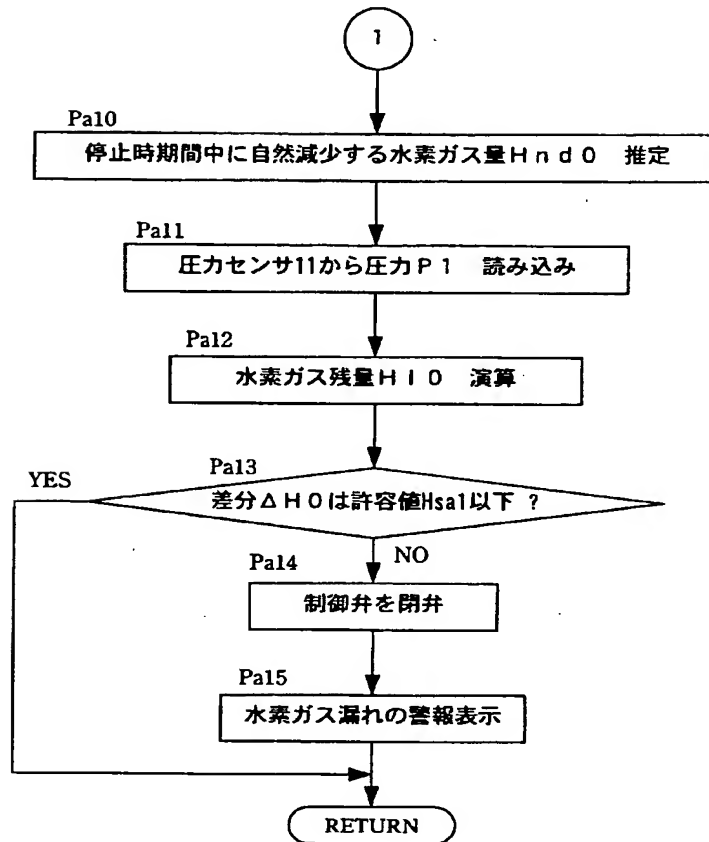 1
Pa10
停止時期間中に自然減少する水素ガス量Hnd0 推定
Pa11
圧力センサ11から圧力P1 読み込み
Pa12
水素ガス残量Hl0 演算
Pa13
YES
差分ΔH0は許容値Hsa1以下 ?
NO
Pa14
制御弁を閉弁
Pa15
水素ガス漏れの警報表示
RETURN